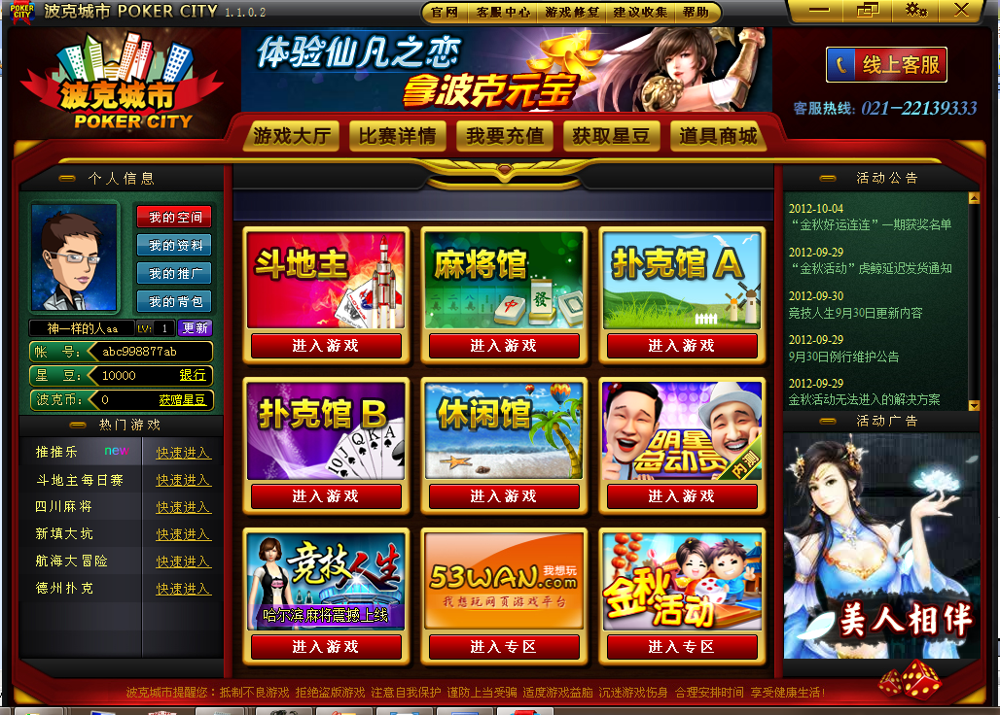 POKER CITY 波克城市 POKER CITY 1.1.0.2
官网 客服中心 游戏修复 建议收集 帮助
波克城市
POKER CITY
体验仙凡之恋
拿波克元宝
线上客服
客服热线: 021-22139333
游戏大厅 比赛详情 我要充值 获取星豆 道具商城
个人信息
我的空间
我的资料
我的推广
我的背包
神一样的人aa LV: 1 更新
帐 号: abc998877ab
星 豆: 10000 银行
波克币: 0 获赠星豆
热门游戏
推推乐 new 快速进入
斗地主每日赛 快速进入
四川麻将 快速进入
新填大坑 快速进入
航海大冒险 快速进入
德州扑克 快速进入
斗地主
进入游戏
麻将馆
进入游戏
扑克馆 A
进入游戏
扑克馆 B
进入游戏
休闲馆
进入游戏
明星总动员
内测
进入游戏
竞技人生
哈尔滨麻将震撼上线
进入游戏
53WAN.com 我想玩
我想玩网页游戏平台
进入专区
金秋活动
进入专区
活动公告
2012-10-04
“金秋好运连连”一期获奖名单
2012-09-29
“金秋活动”虎鲸延迟发货通知
2012-09-30
竞技人生9月30日更新内容
2012-09-29
9月30日例行维护公告
2012-09-29
金秋活动无法进入的解决方案
活动广告
美人相伴
波克城市提醒您：抵制不良游戏 拒绝盗版游戏 注意自我保护 谨防上当受骗 适度游戏益脑 沉迷游戏伤身 合理安排时间 享受健康生活!